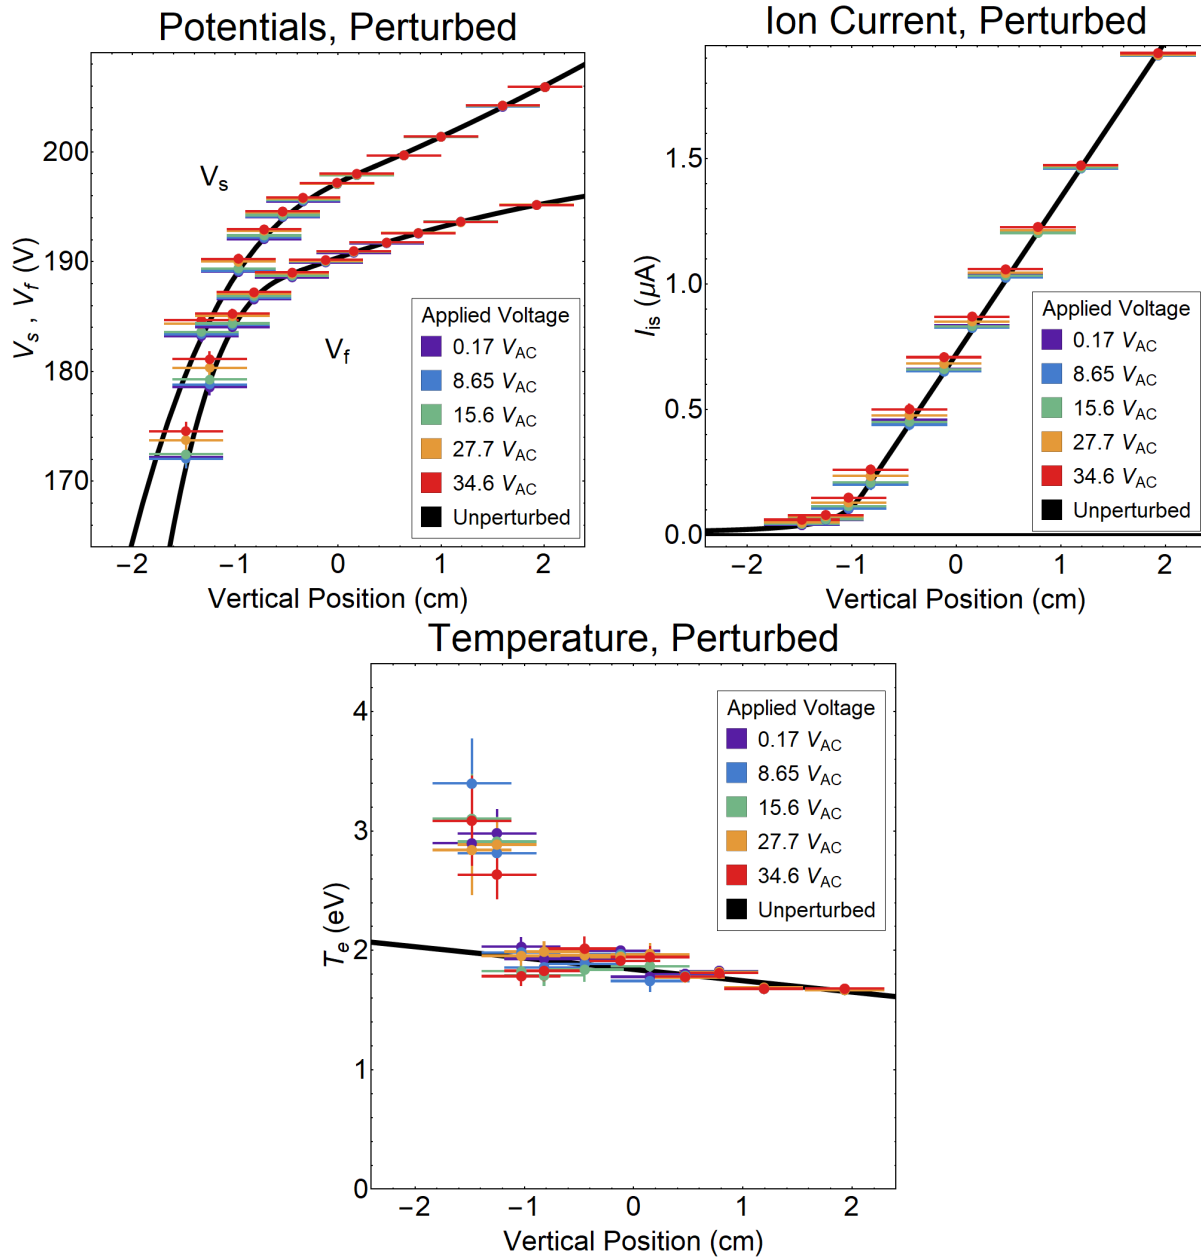 Potentials, Perturbed
V_s , V_f (V)
200
190
180
170
V_s
V_f
Applied Voltage
0.17 V_AC
8.65 V_AC
15.6 V_AC
27.7 V_AC
34.6 V_AC
Unperturbed
−2 −1 0 1 2
Vertical Position (cm)
Ion Current, Perturbed
I_is (μA)
1.5
1.0
0.5
0.0
Applied Voltage
0.17 V_AC
8.65 V_AC
15.6 V_AC
27.7 V_AC
34.6 V_AC
Unperturbed
−2 −1 0 1 2
Vertical Position (cm)
Temperature, Perturbed
T_e (eV)
4
3
2
1
0
Applied Voltage
0.17 V_AC
8.65 V_AC
15.6 V_AC
27.7 V_AC
34.6 V_AC
Unperturbed
−2 −1 0 1 2
Vertical Position (cm)